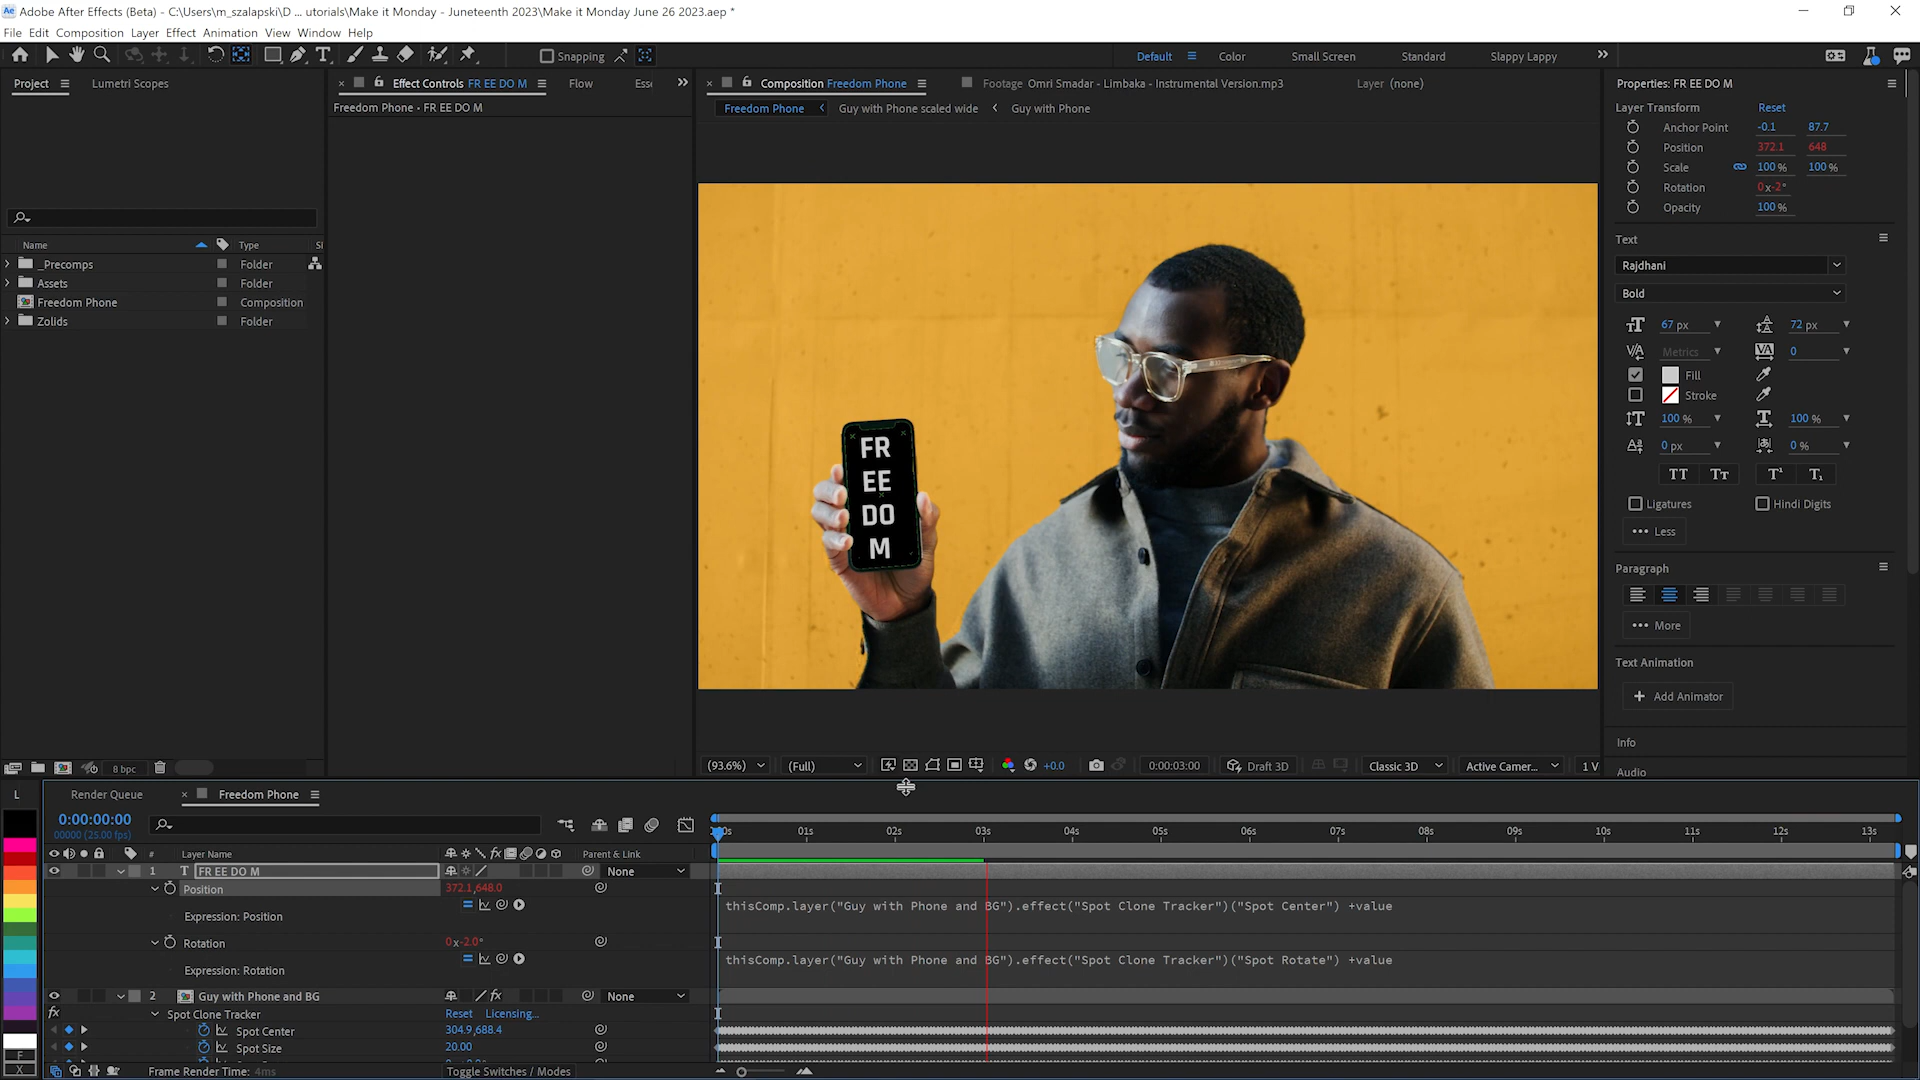 Adobe After Effects (Beta) - C:\Users\m_szalapski\D ... utorials\Make it Monday - Juneteenth 2023\Make it Monday June 26 2023.aep *
File Edit Composition Layer Effect Animation View Window Help
Snapping
Default Color Small Screen Standard Slappy Lappy
Project Lumetri Scopes
Effect Controls FR EE DO M Flow Esse
Freedom Phone • FR EE DO M
Composition Freedom Phone Footage Omri Smadar - Limbaka - Instrumental Version.mp3 Layer (none)
Freedom Phone Guy with Phone scaled wide Guy with Phone
Name Type Si
_Precomps Folder
Assets Folder
Freedom Phone Composition
Zolids Folder
8 bpc
FR
EE
DO
M
(93.6%) (Full) +0.0 0:00:03:00 Draft 3D Classic 3D Active Camer... 1 V
Properties: FR EE DO M
Layer Transform Reset
Anchor Point -0.1 87.7
Position 372.1 648
Scale 100 % 100 %
Rotation 0x-2°
Opacity 100 %
Text
Rajdhani
Bold
67 px 72 px
Metrics 0
Fill
Stroke
100 % 100 %
0 px 0 %
TT Tт T¹ T₁
Ligatures Hindi Digits
••• Less
Paragraph
••• More
Text Animation
+ Add Animator
Info
Audio
L
Render Queue Freedom Phone
0:00:00:00
00000 (25.00 fps)
# Layer Name Parent & Link
1 T FR EE DO M None
Position 372.1,648.0
Expression: Position
thisComp.layer("Guy with Phone and BG").effect("Spot Clone Tracker")("Spot Center") +value
Rotation 0x-2.0°
Expression: Rotation
thisComp.layer("Guy with Phone and BG").effect("Spot Clone Tracker")("Spot Rotate") +value
2 Guy with Phone and BG None
fx Spot Clone Tracker Reset Licensing...
Spot Center 304.9,688.4
Spot Size 20.00
Frame Render Time: 4ms Toggle Switches / Modes
01s 02s 03s 04s 05s 06s 07s 08s 09s 10s 11s 12s 13s
F
X